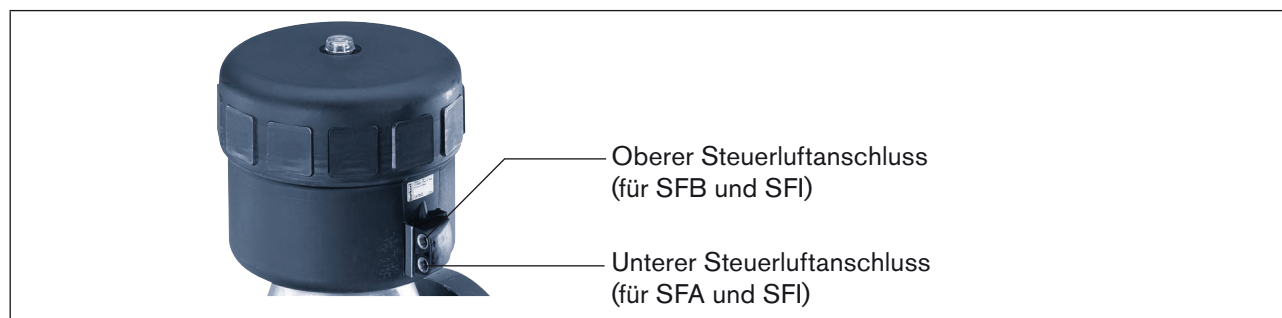 Oberer Steuerluftanschluss
(für SFB und SFI)
Unterer Steuerluftanschluss
(für SFA und SFI)